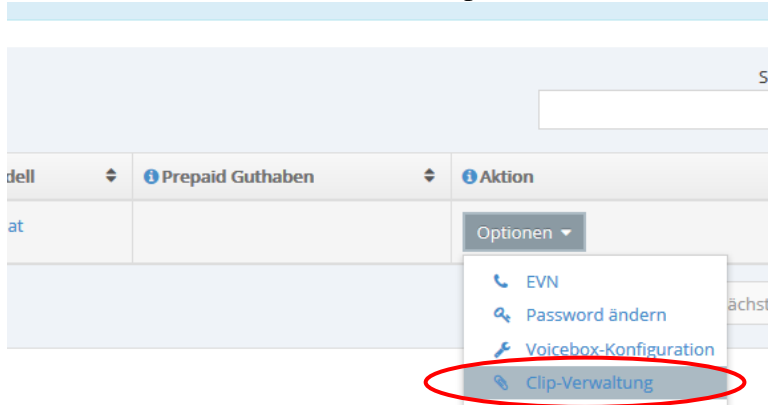 S
dell Prepaid Guthaben Aktion
at Optionen
EVN
ächst
Password ändern
Voicebox-Konfiguration
Clip-Verwaltung